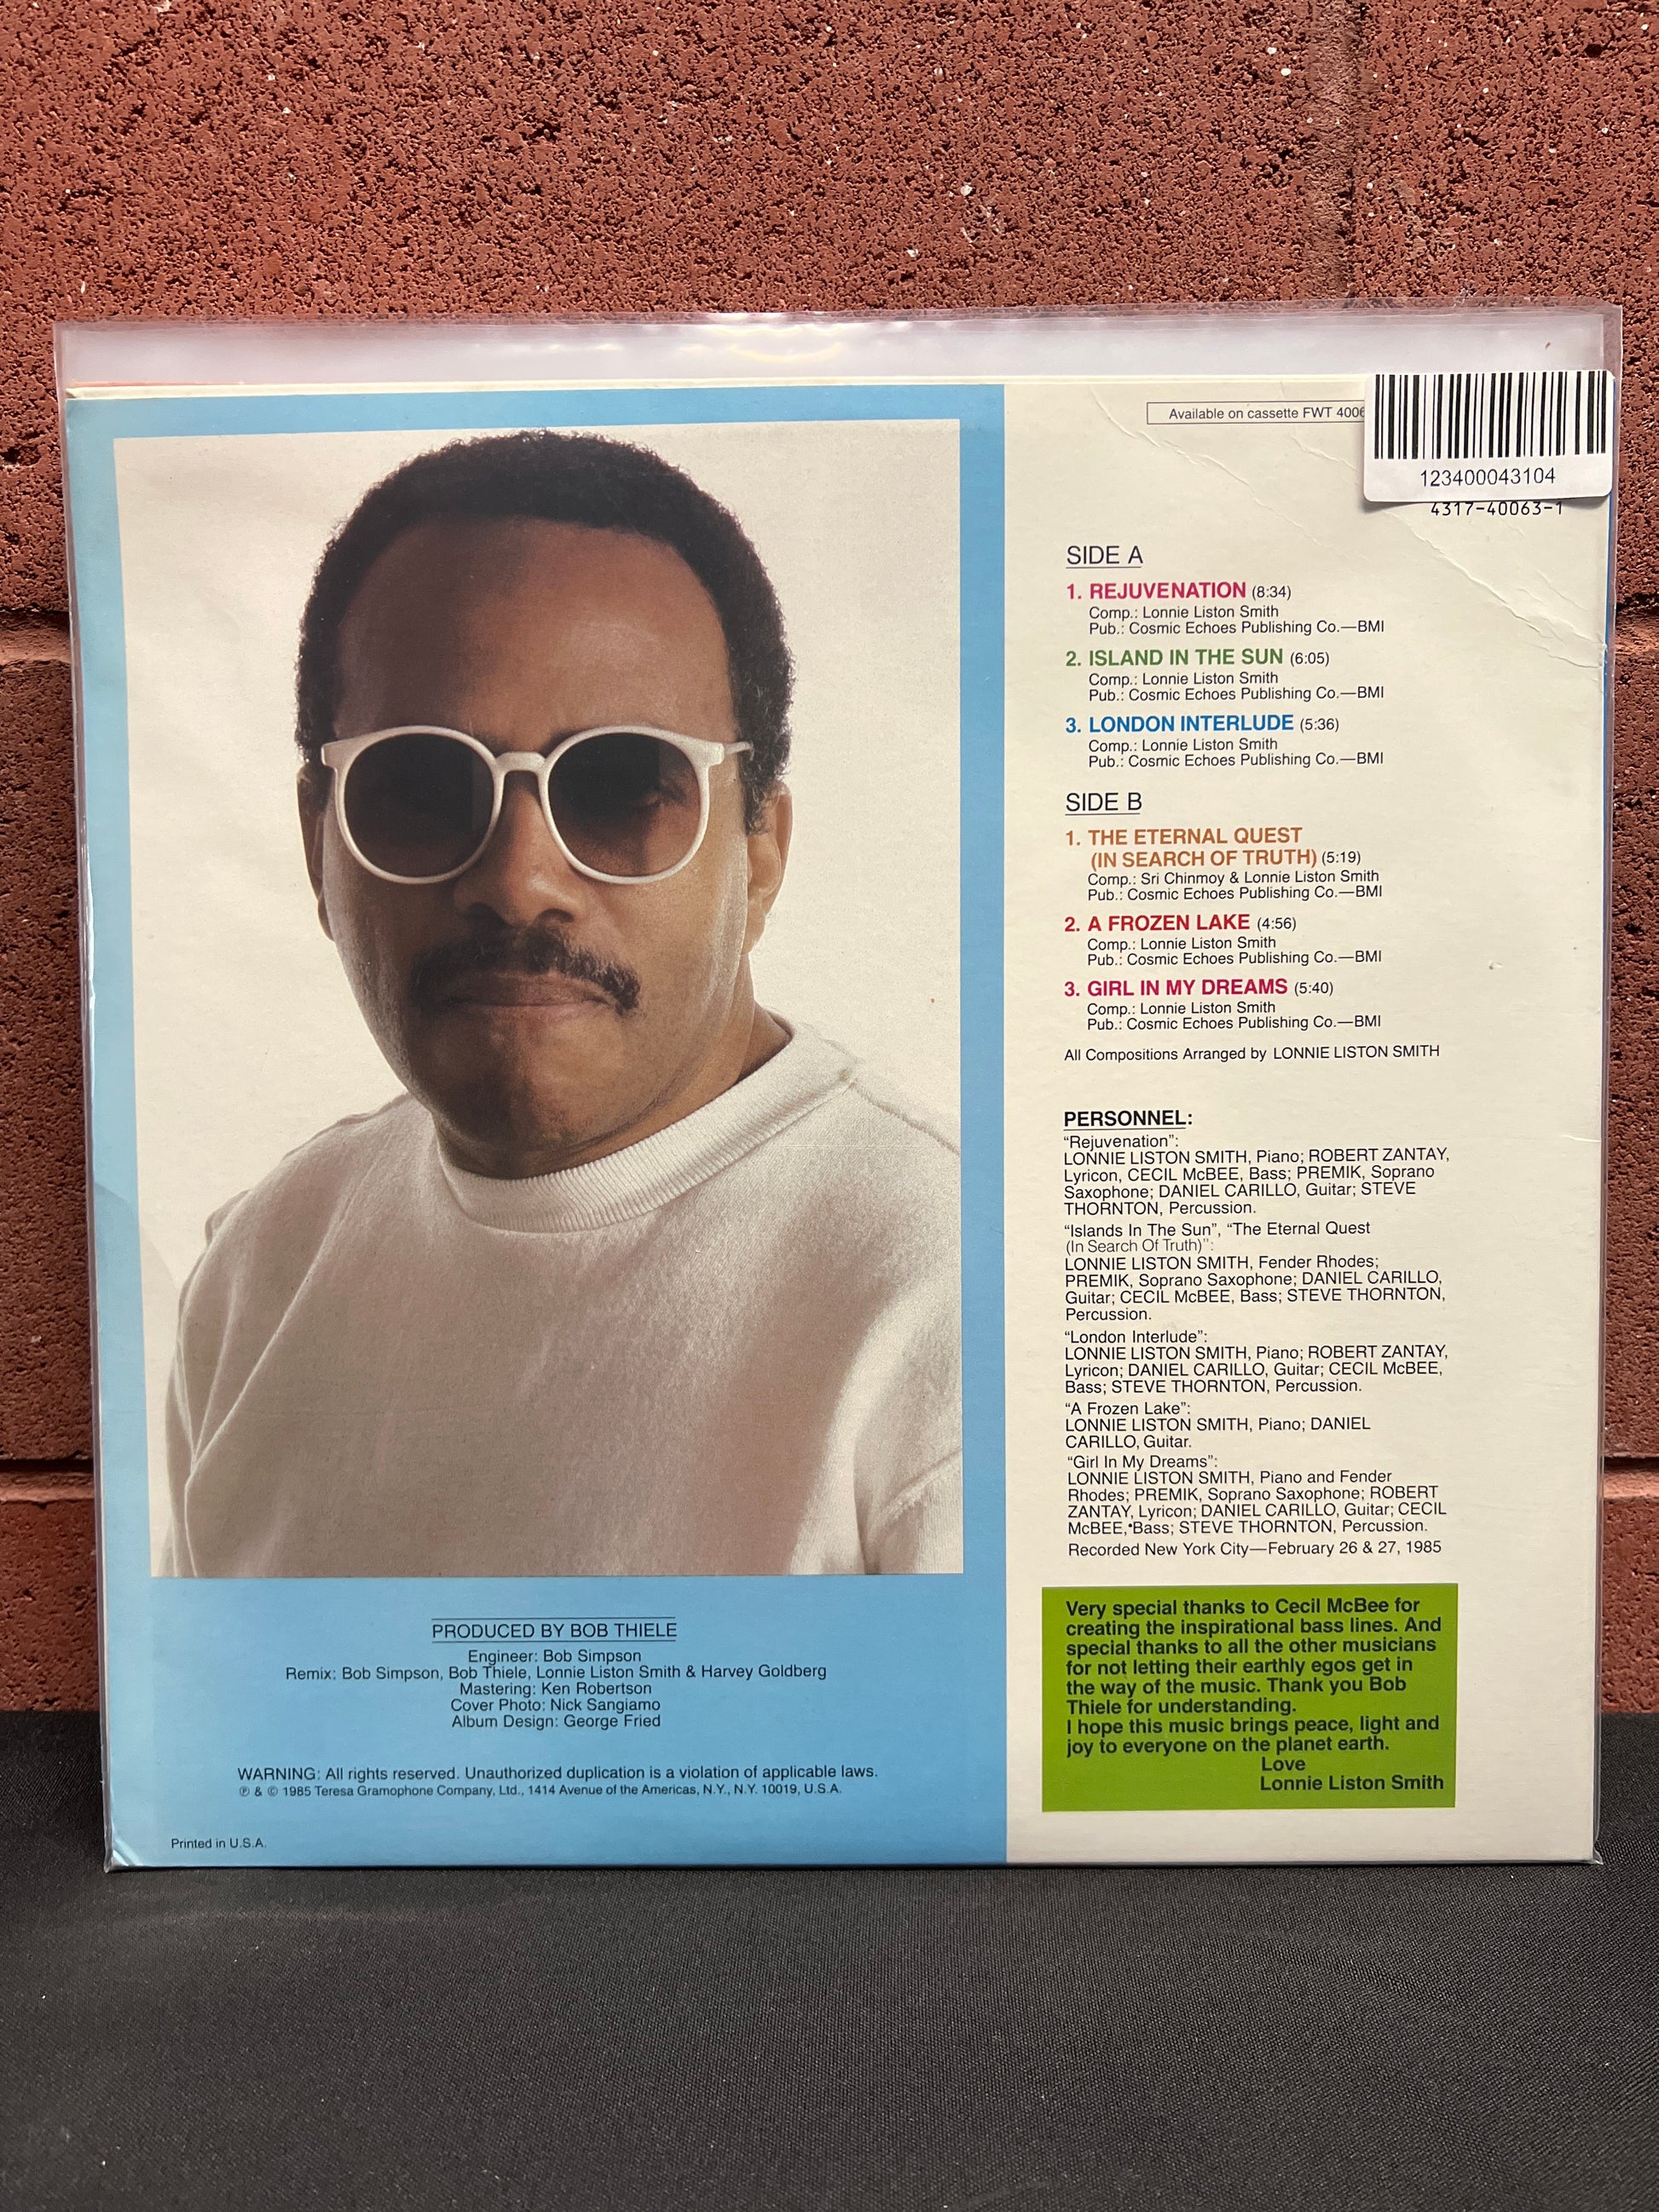 Available on cassette FWT 4006
123400043104
4317-40063-1
SIDE A
1. REJUVENATION (8:34)
Comp.: Lonnie Liston Smith
Pub.: Cosmic Echoes Publishing Co.—BMI
2. ISLAND IN THE SUN (6:05)
Comp.: Lonnie Liston Smith
Pub.: Cosmic Echoes Publishing Co.—BMI
3. LONDON INTERLUDE (5:36)
Comp.: Lonnie Liston Smith
Pub.: Cosmic Echoes Publishing Co.—BMI
SIDE B
1. THE ETERNAL QUEST
(IN SEARCH OF TRUTH) (5:19)
Comp.: Sri Chinmoy & Lonnie Liston Smith
Pub.: Cosmic Echoes Publishing Co.—BMI
2. A FROZEN LAKE (4:56)
Comp.: Lonnie Liston Smith
Pub.: Cosmic Echoes Publishing Co.—BMI
3. GIRL IN MY DREAMS (5:40)
Comp.: Lonnie Liston Smith
Pub.: Cosmic Echoes Publishing Co.—BMI
All Compositions Arranged by LONNIE LISTON SMITH
PERSONNEL:
“Rejuvenation”:
LONNIE LISTON SMITH, Piano; ROBERT ZANTAY,
Lyricon, CECIL McBEE, Bass; PREMIK, Soprano
Saxophone; DANIEL CARILLO, Guitar; STEVE
THORNTON, Percussion.
“Islands In The Sun”, “The Eternal Quest
(In Search Of Truth)”:
LONNIE LISTON SMITH, Fender Rhodes;
PREMIK, Soprano Saxophone; DANIEL CARILLO,
Guitar; CECIL McBEE, Bass; STEVE THORNTON,
Percussion.
“London Interlude”:
LONNIE LISTON SMITH, Piano; ROBERT ZANTAY,
Lyricon; DANIEL CARILLO, Guitar; CECIL McBEE,
Bass; STEVE THORNTON, Percussion.
“A Frozen Lake”:
LONNIE LISTON SMITH, Piano; DANIEL
CARILLO, Guitar.
“Girl In My Dreams”:
LONNIE LISTON SMITH, Piano and Fender
Rhodes; PREMIK, Soprano Saxophone; ROBERT
ZANTAY, Lyricon; DANIEL CARILLO, Guitar; CECIL
McBEE, Bass; STEVE THORNTON, Percussion.
Recorded New York City—February 26 & 27, 1985
Very special thanks to Cecil McBee for
creating the inspirational bass lines. And
special thanks to all the other musicians
for not letting their earthly egos get in
the way of the music. Thank you Bob
Thiele for understanding.
I hope this music brings peace, light and
joy to everyone on the planet earth.
Love
Lonnie Liston Smith
PRODUCED BY BOB THIELE
Engineer: Bob Simpson
Remix: Bob Simpson, Bob Thiele, Lonnie Liston Smith & Harvey Goldberg
Mastering: Ken Robertson
Cover Photo: Nick Sangiamo
Album Design: George Fried
WARNING: All rights reserved. Unauthorized duplication is a violation of applicable laws.
℗ & © 1985 Teresa Gramophone Company, Ltd., 1414 Avenue of the Americas, N.Y., N.Y. 10019, U.S.A.
Printed in U.S.A.